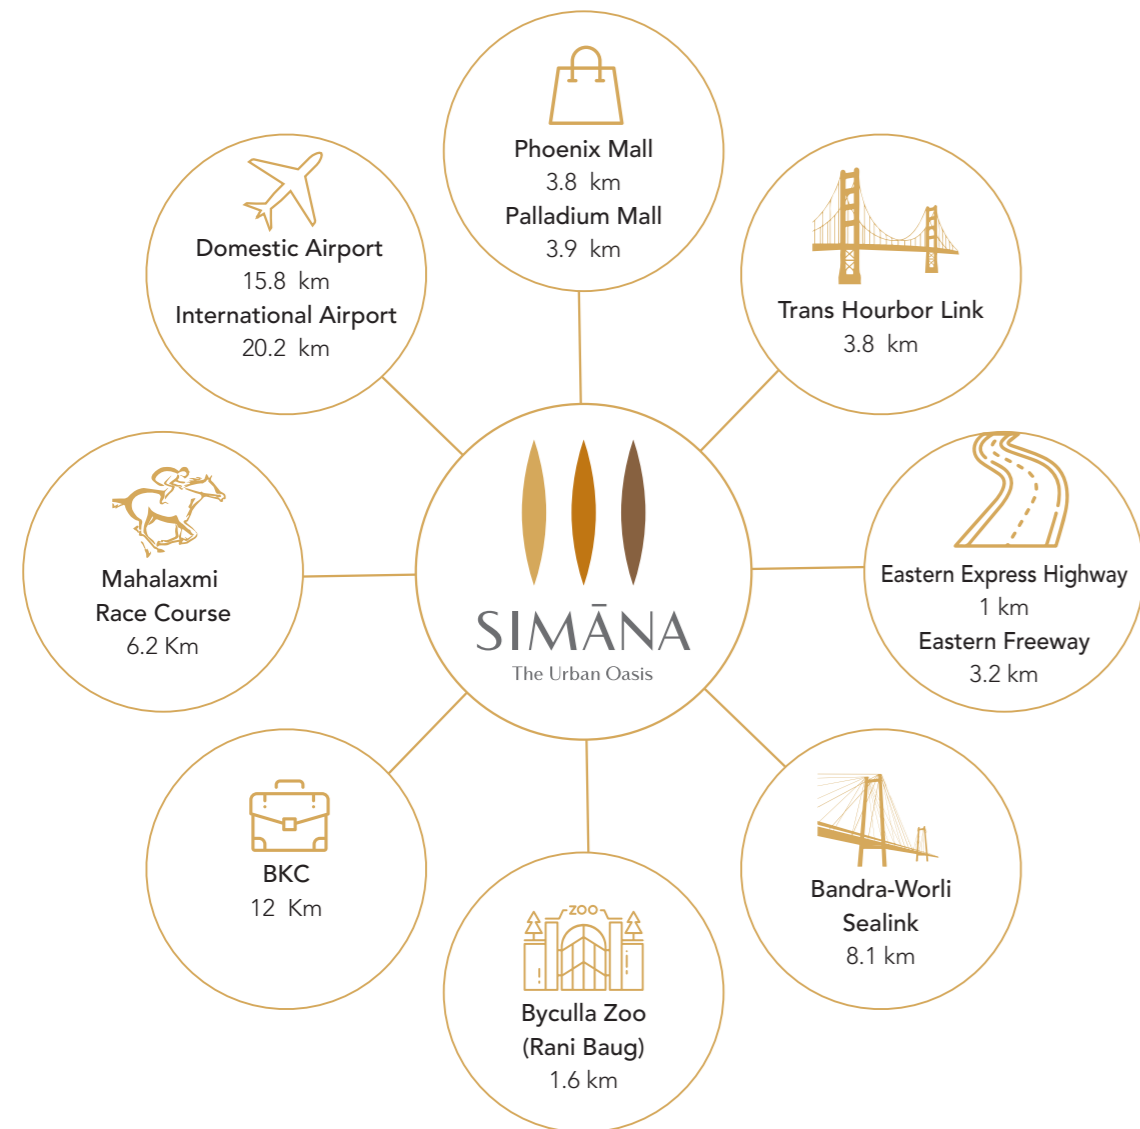 Phoenix Mall
3.8 km
Palladium Mall
3.9 km
Domestic Airport
15.8 km
International Airport
20.2 km
Trans Hourbor Link
3.8 km
Mahalaxmi
Race Course
6.2 Km
SIMĀNA
The Urban Oasis
Eastern Express Highway
1 km
Eastern Freeway
3.2 km
BKC
12 Km
ZOO
Byculla Zoo
(Rani Baug)
1.6 km
Bandra-Worli
Sealink
8.1 km